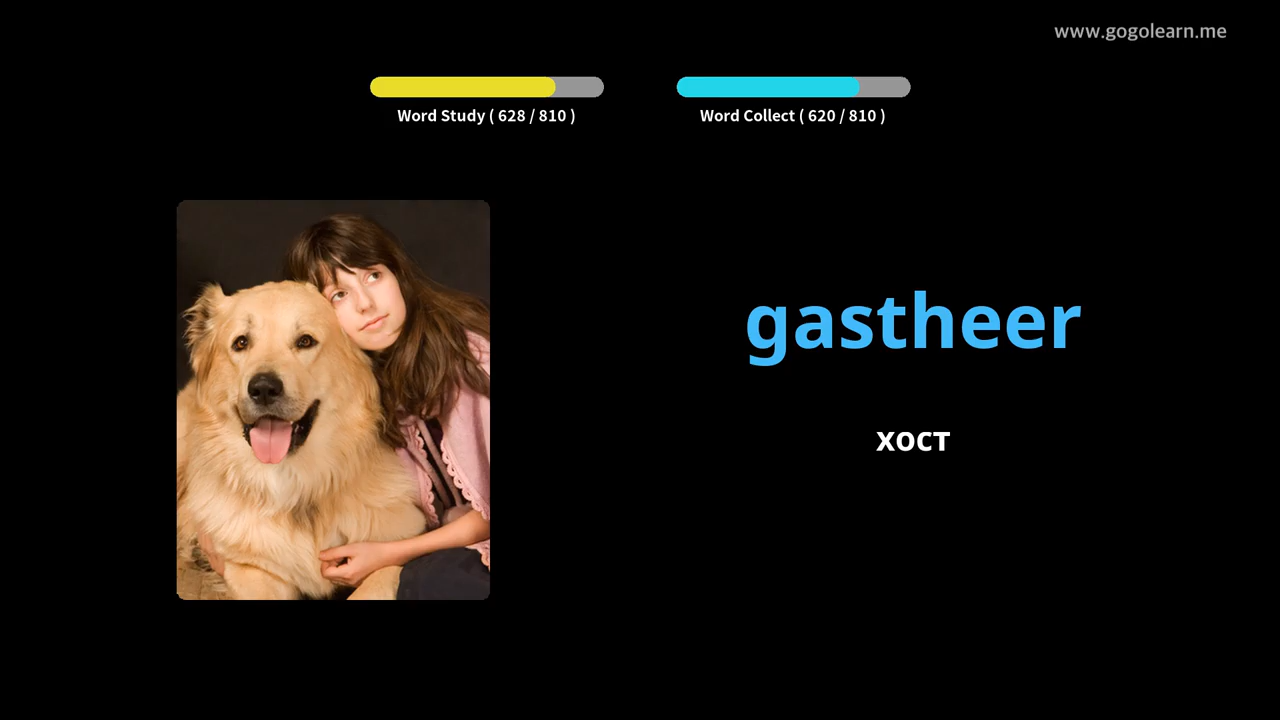 www.gogolearn.me
Word Study ( 628 / 810 )
Word Collect ( 620 / 810 )
gastheer
хост